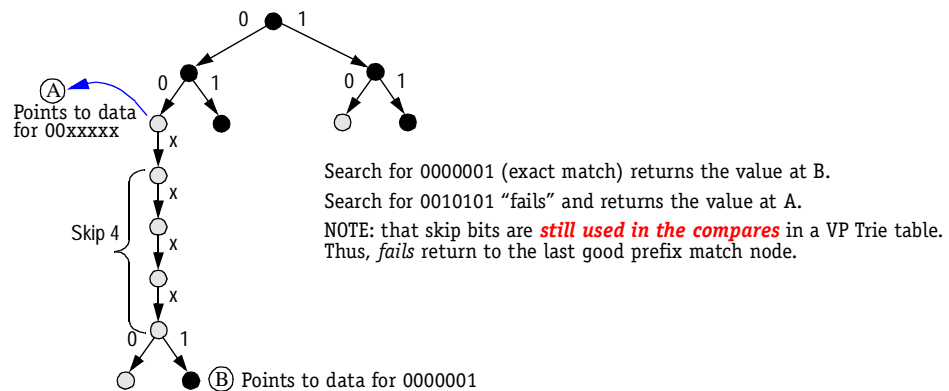 0 1
0 1 0 1
A
Points to data
for 00xxxxx
x
Search for 0000001 (exact match) returns the value at B.
x
Search for 0010101 “fails” and returns the value at A.
Skip 4
NOTE: that skip bits are still used in the compares in a VP Trie table.
x
Thus, fails return to the last good prefix match node.
x
0 1
B Points to data for 0000001